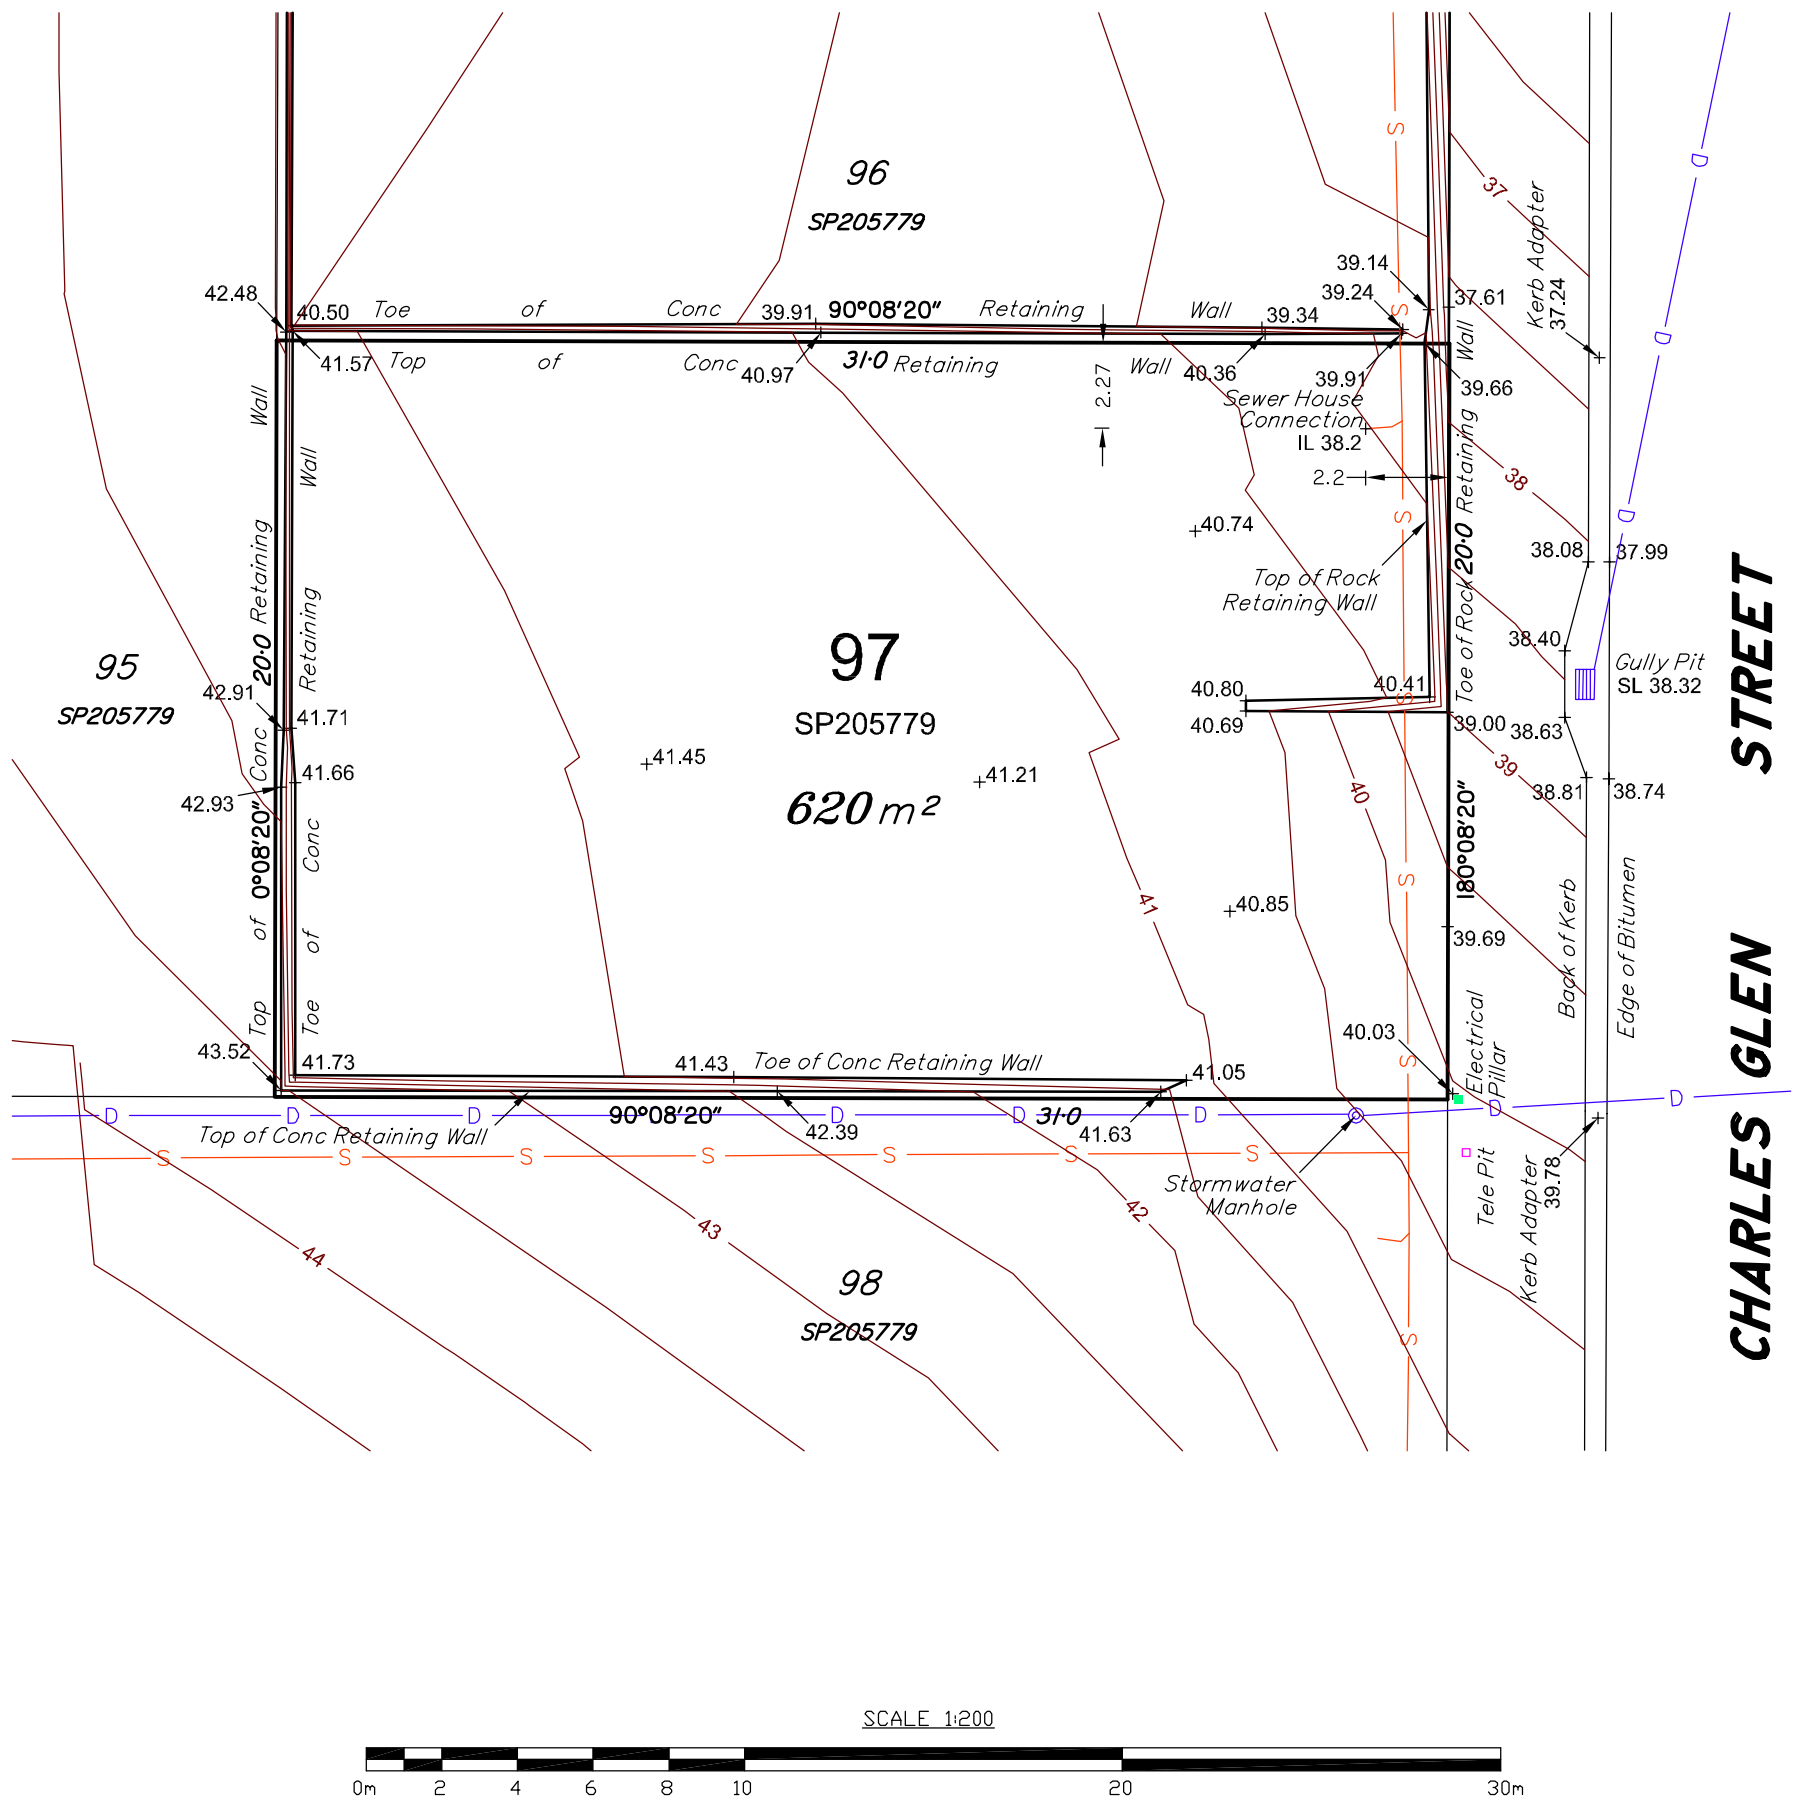 96
SP205779
37
Kerb Adapter
37.24
39.14
39.24
37.61
42.48
40.50
Toe of Conc
39.91
90°08'20"
Retaining Wall
39.34
41.57
Top of Conc
40.97
31·0
Retaining Wall
40.36
39.91
39.66
2.27
Sewer House
Connection
IL 38.2
2.2
38
40.74
38.08
37.99
Top of Rock
Retaining Wall
Toe of Rock Retaining Wall
20·0
38.40
Gully Pit
SL 38.32
95
SP205779
42.91
41.71
41.66
42.93
Top of Conc Retaining Wall
0°08'20"
20·0
Toe of Conc Retaining Wall
97
SP205779
620 m²
41.45
41.21
40.80
40.41
40.69
39.00
38.63
39
40
38.81
38.74
180°08'20"
41
40.85
39.69
Back of Kerb
Edge of Bitumen
Electrical
Pillar
40.03
43.52
41.73
41.43
Toe of Conc Retaining Wall
41.05
D D D D D D D D D
D D D
S S S S S S S
S S S S S S S
90°08'20"
31·0
Top of Conc Retaining Wall
42.39
41.63
Stormwater
Manhole
Tele Pit
Kerb Adapter
39.78
42
43
44
98
SP205779
CHARLES GLEN STREET
SCALE 1:200
0m 2 4 6 8 10 20 30m